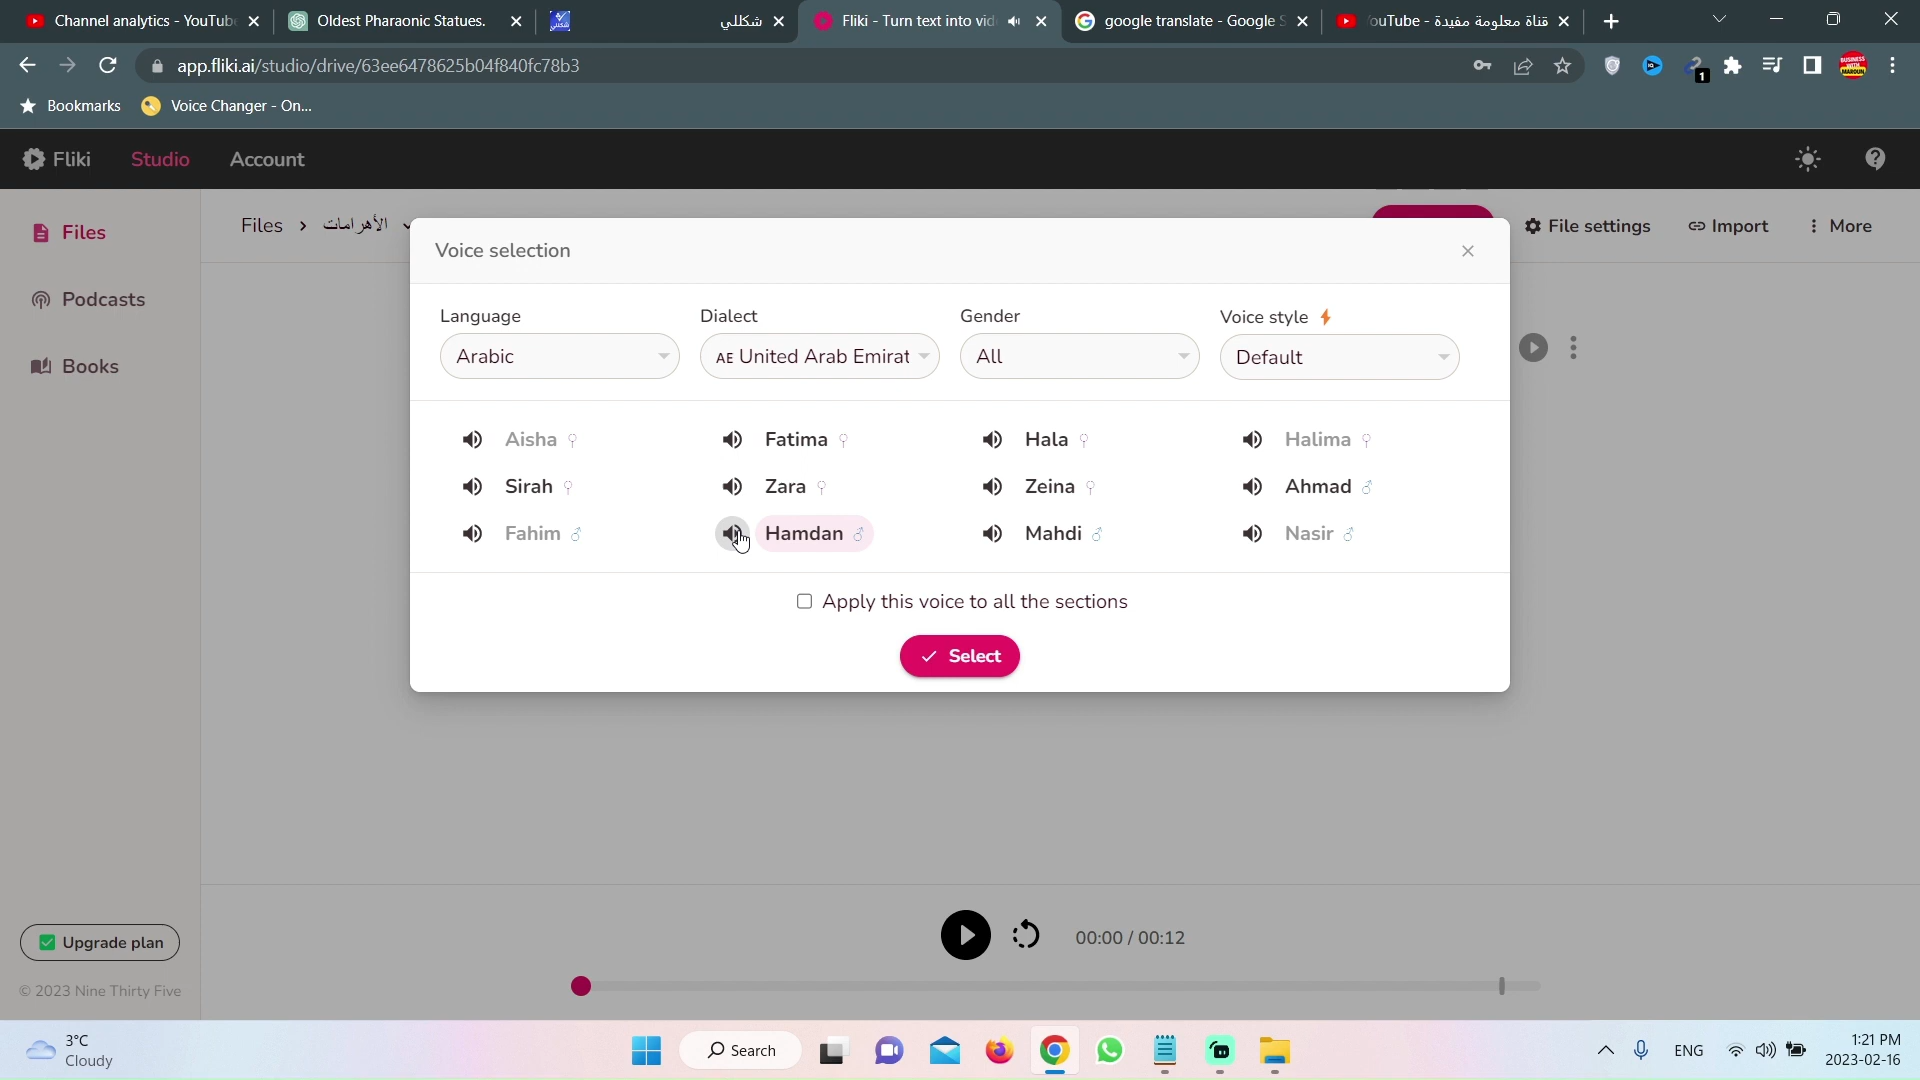 Channel analytics - YouTub
Oldest Pharaonic Statues.
شكللي
Fliki - Turn text into vid
google translate - Google S
ouTube - قناة معلومة مفيدة
app.fliki.ai/studio/drive/63ee6478625b04f840fc78b3
1
BUSINESS WITH MAROUN
Bookmarks
Voice Changer - On...
Fliki
Studio
Account
Files
Podcasts
Books
Files > الأهرامات
File settings
Import
More
Voice selection
Language
Dialect
Gender
Voice style
Arabic
AE United Arab Emirat
All
Default
Aisha
Fatima
Hala
Halima
Sirah
Zara
Zeina
Ahmad
Fahim
Hamdan
Mahdi
Nasir
Apply this voice to all the sections
Select
00:00 / 00:12
Upgrade plan
© 2023 Nine Thirty Five
3°C
Cloudy
Search
ENG
1:21 PM
2023-02-16